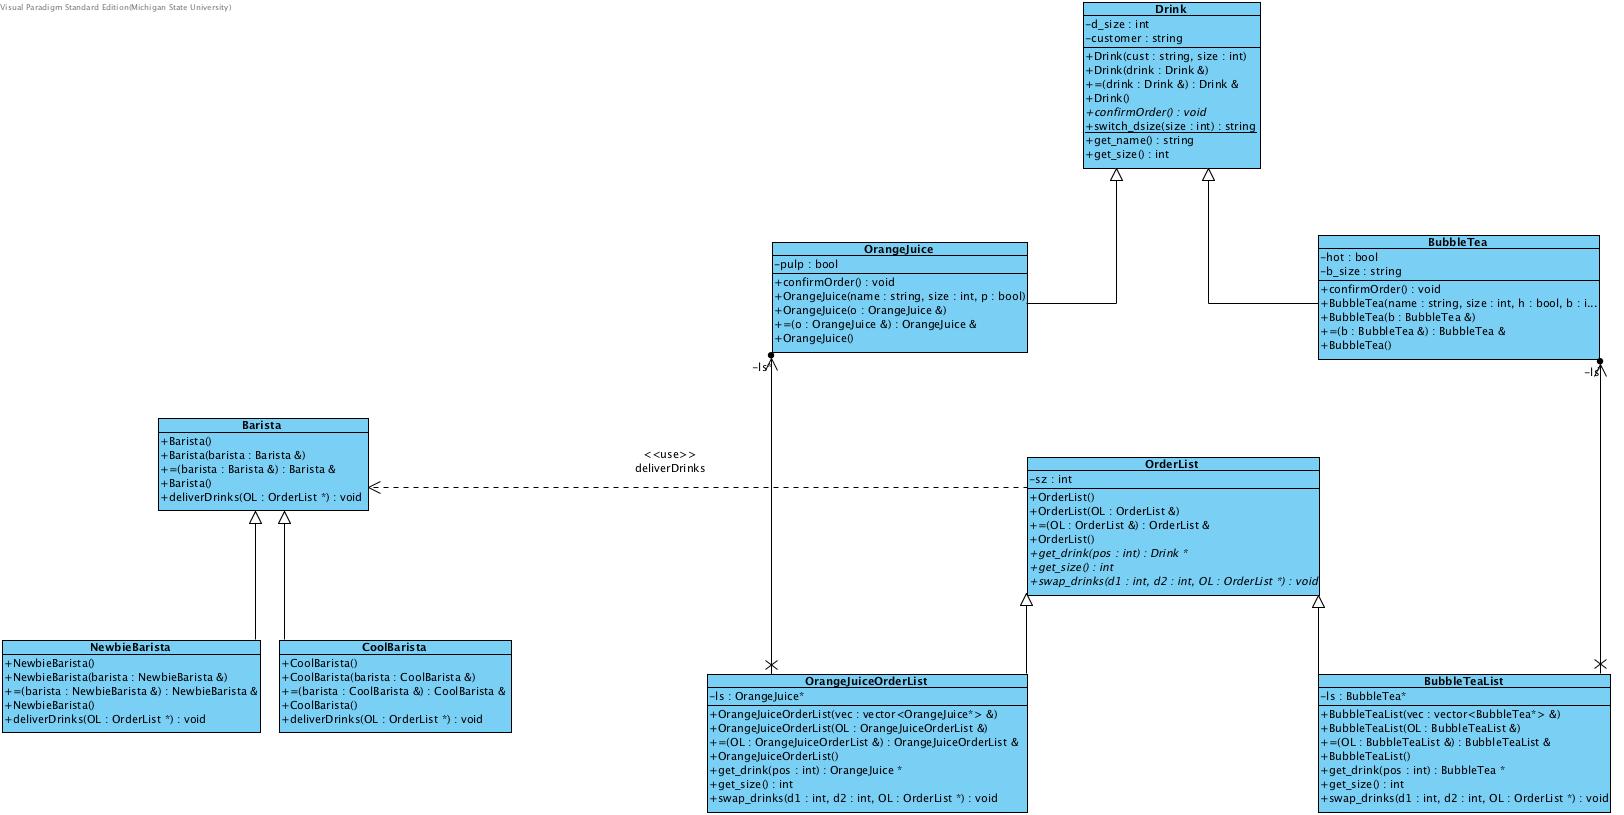 Visual Paradigm Standard Edition(Michigan State University)
Drink
-d_size : int
-customer : string
+Drink(cust : string, size : int)
+Drink(drink : Drink &)
+=(drink : Drink &) : Drink &
+Drink()
+confirmOrder() : void
+switch_dsize(size : int) : string
+get_name() : string
+get_size() : int
OrangeJuice
-pulp : bool
+confirmOrder() : void
+OrangeJuice(name : string, size : int, p : bool)
+OrangeJuice(o : OrangeJuice &)
+=(o : OrangeJuice &) : OrangeJuice &
+OrangeJuice()
BubbleTea
-hot : bool
-b_size : string
+confirmOrder() : void
+BubbleTea(name : string, size : int, h : bool, b : i...
+BubbleTea(b : BubbleTea &)
+=(b : BubbleTea &) : BubbleTea &
+BubbleTea()
-ls
-ls
Barista
+Barista()
+Barista(barista : Barista &)
+=(barista : Barista &) : Barista &
+Barista()
+deliverDrinks(OL : OrderList *) : void
<<use>>
deliverDrinks
OrderList
-sz : int
+OrderList()
+OrderList(OL : OrderList &)
+=(OL : OrderList &) : OrderList &
+OrderList()
+get_drink(pos : int) : Drink *
+get_size() : int
+swap_drinks(d1 : int, d2 : int, OL : OrderList *) : void
NewbieBarista
+NewbieBarista()
+NewbieBarista(barista : NewbieBarista &)
+=(barista : NewbieBarista &) : NewbieBarista &
+NewbieBarista()
+deliverDrinks(OL : OrderList *) : void
CoolBarista
+CoolBarista()
+CoolBarista(barista : CoolBarista &)
+=(barista : CoolBarista &) : CoolBarista &
+CoolBarista()
+deliverDrinks(OL : OrderList *) : void
OrangeJuiceOrderList
-ls : OrangeJuice*
+OrangeJuiceOrderList(vec : vector<OrangeJuice*> &)
+OrangeJuiceOrderList(OL : OrangeJuiceOrderList &)
+=(OL : OrangeJuiceOrderList &) : OrangeJuiceOrderList &
+OrangeJuiceOrderList()
+get_drink(pos : int) : OrangeJuice *
+get_size() : int
+swap_drinks(d1 : int, d2 : int, OL : OrderList *) : void
BubbleTeaList
-ls : BubbleTea*
+BubbleTeaList(vec : vector<BubbleTea*> &)
+BubbleTeaList(OL : BubbleTeaList &)
+=(OL : BubbleTeaList &) : BubbleTeaList &
+BubbleTeaList()
+get_drink(pos : int) : BubbleTea *
+get_size() : int
+swap_drinks(d1 : int, d2 : int, OL : OrderList *) : void